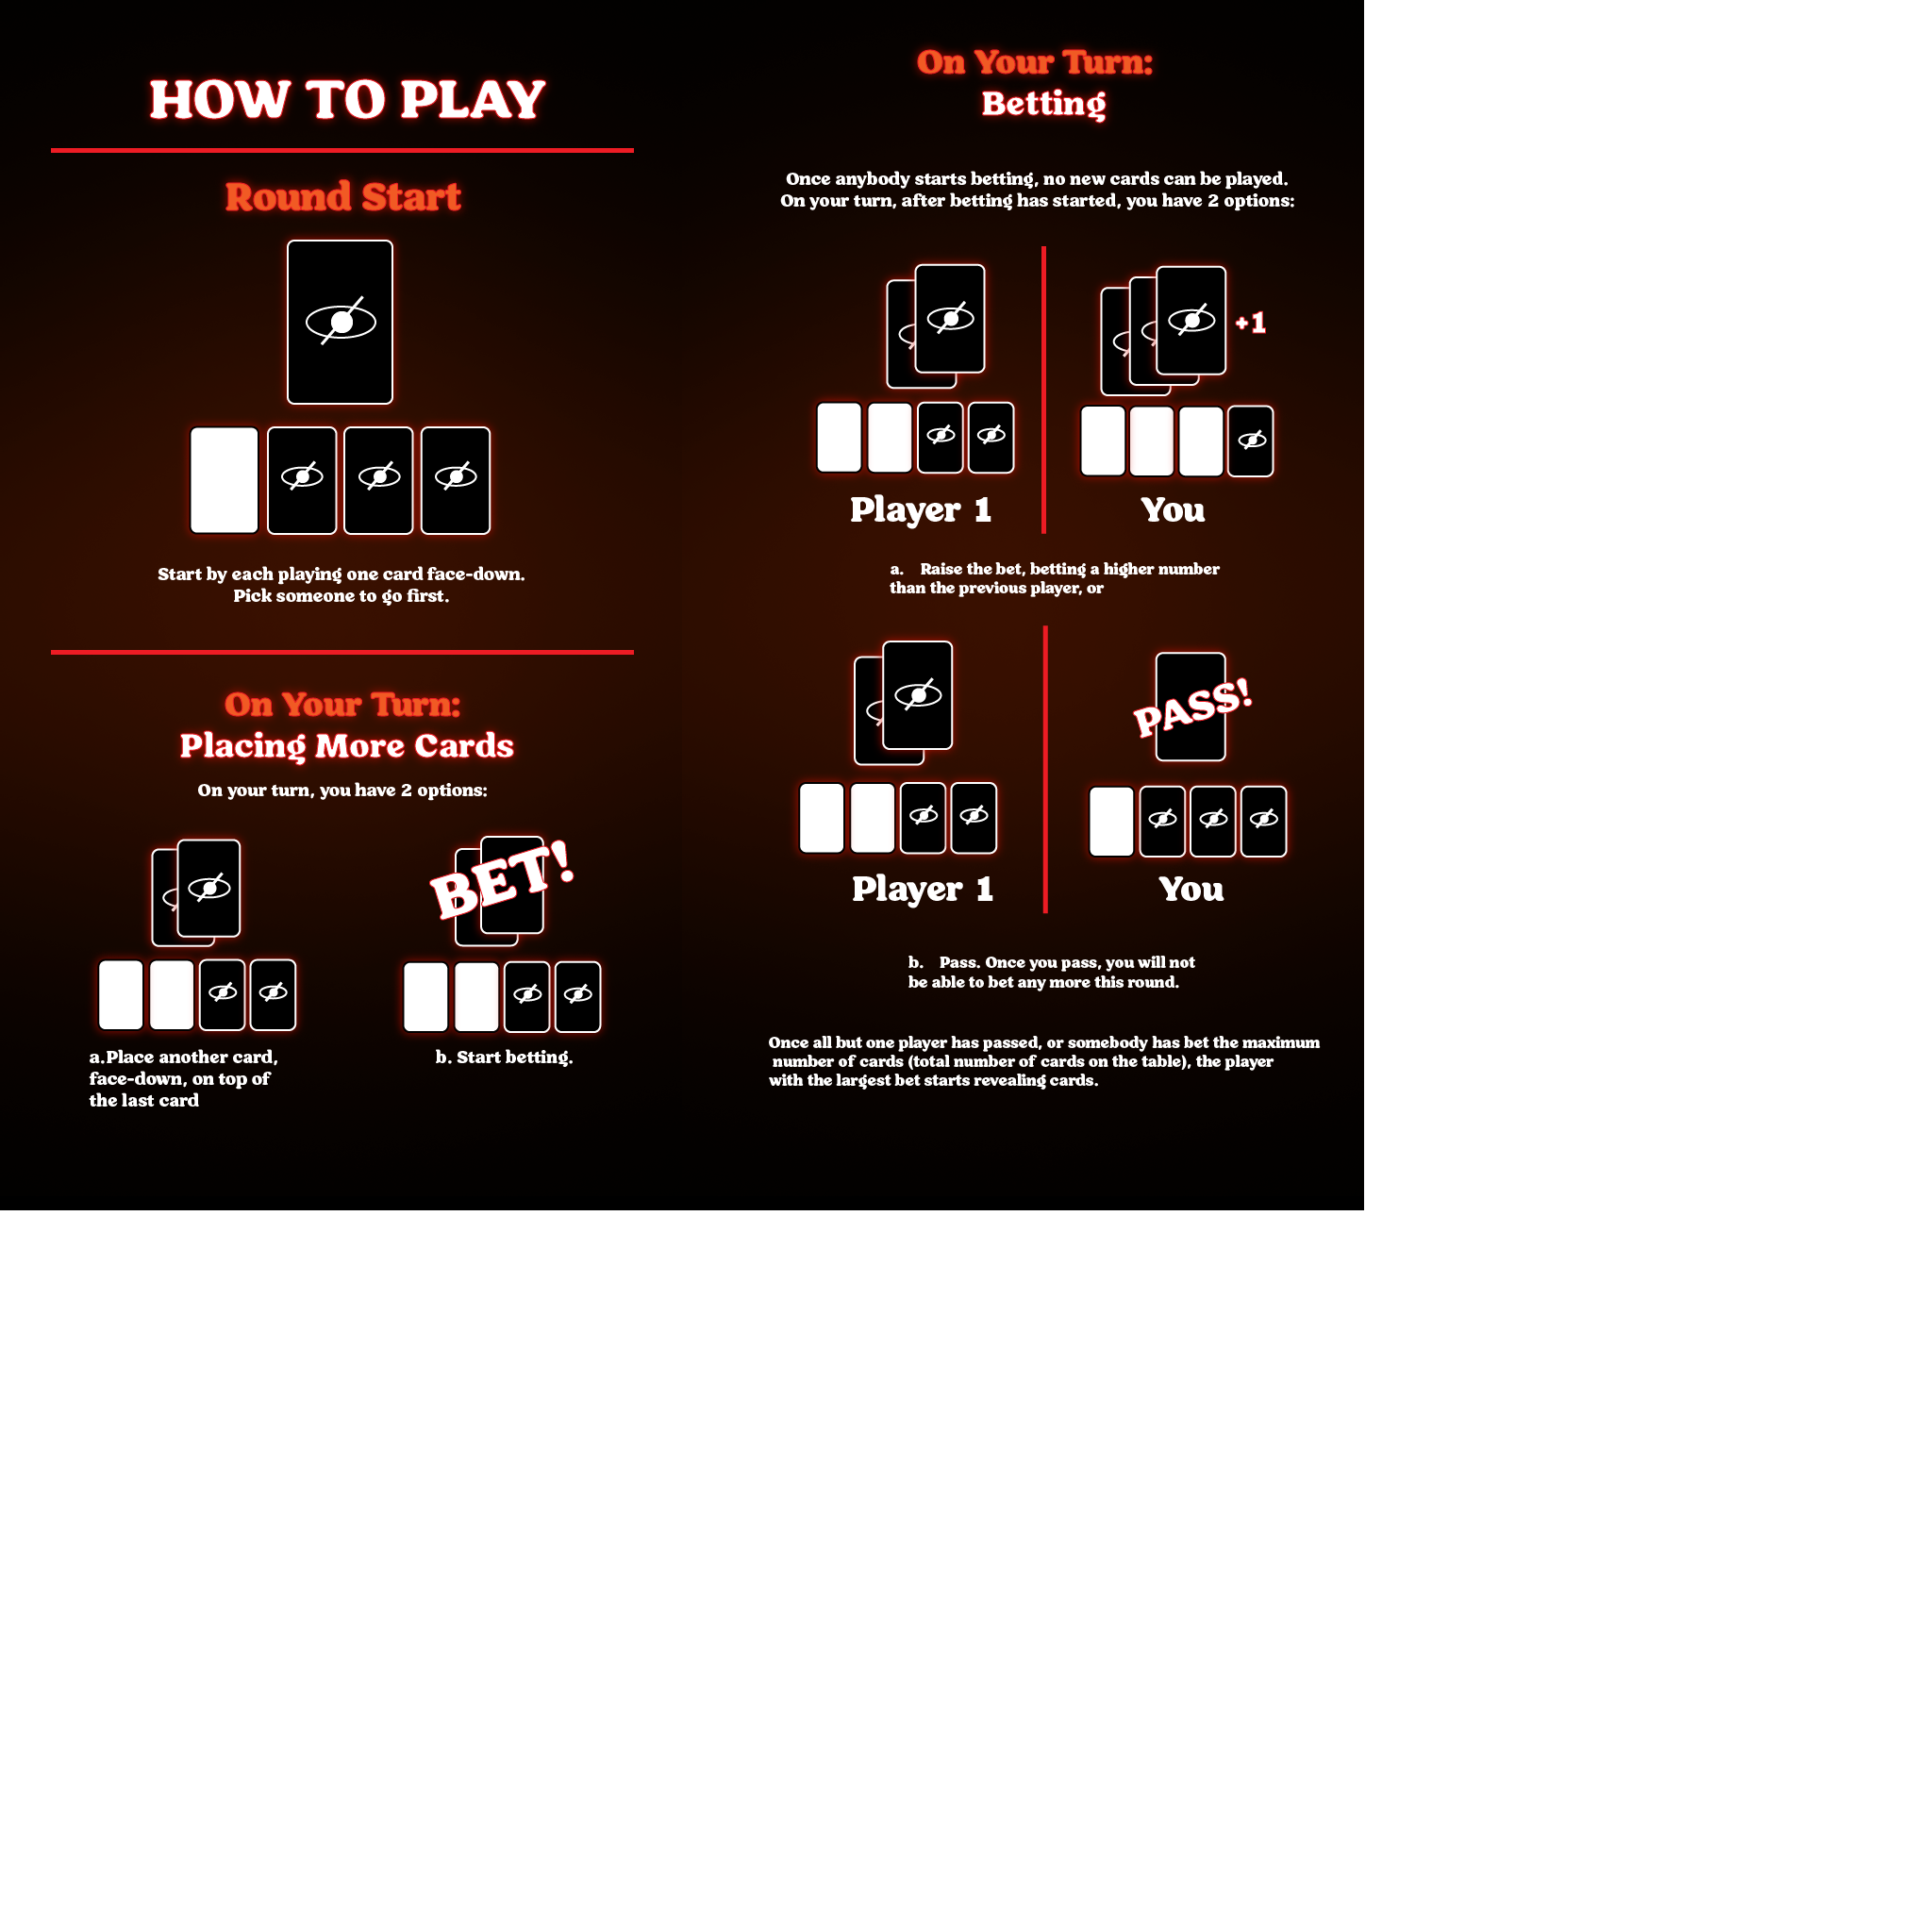 HOW TO PLAY
Round Start
Start by each playing one card face-down.
Pick someone to go first.
On Your Turn:
Placing More Cards
On your turn, you have 2 options:
BET!
a.Place another card,
face-down, on top of
the last card
b. Start betting.
On Your Turn:
Betting
Once anybody starts betting, no new cards can be played.
On your turn, after betting has started, you have 2 options:
+1
Player 1
You
a. Raise the bet, betting a higher number
than the previous player, or
PASS!
Player 1
You
b. Pass. Once you pass, you will not
be able to bet any more this round.
Once all but one player has passed, or somebody has bet the maximum
number of cards (total number of cards on the table), the player
with the largest bet starts revealing cards.